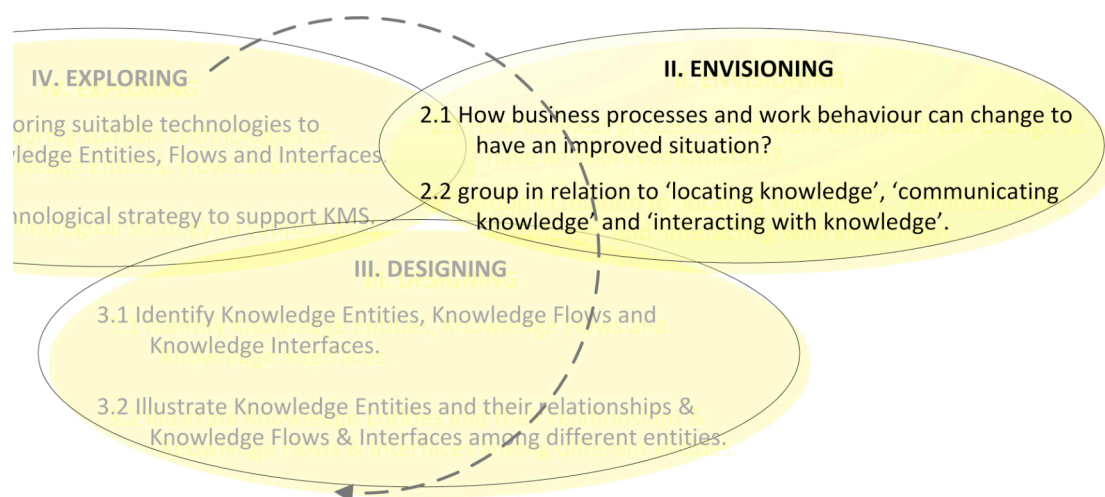 IV. EXPLORING
oring suitable technologies to
ledge Entities, Flows and Interfaces.
nological strategy to support KMS.
II. ENVISIONING
2.1 How business processes and work behaviour can change to
have an improved situation?
2.2 group in relation to ‘locating knowledge’, ‘communicating
knowledge’ and ‘interacting with knowledge’.
III. DESIGNING
3.1 Identify Knowledge Entities, Knowledge Flows and
Knowledge Interfaces.
3.2 Illustrate Knowledge Entities and their relationships &
Knowledge Flows & Interfaces among different entities.